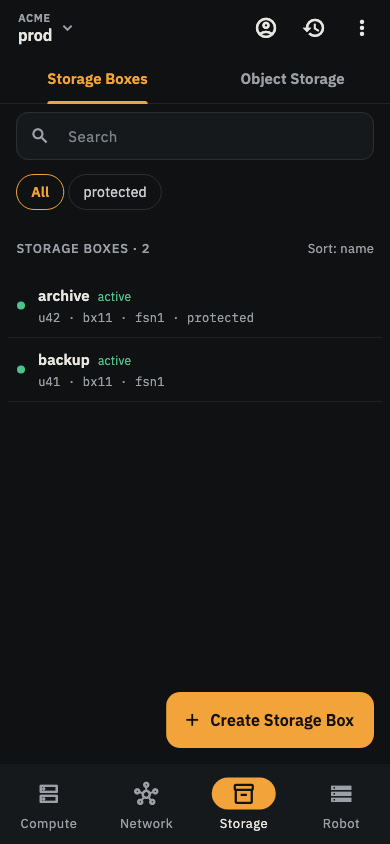 ACME
prod
Storage Boxes
Object Storage
Search
All
protected
STORAGE BOXES · 2
Sort: name
archive active
u42 · bx11 · fsn1 · protected
backup active
u41 · bx11 · fsn1
+ Create Storage Box
Compute
Network
Storage
Robot